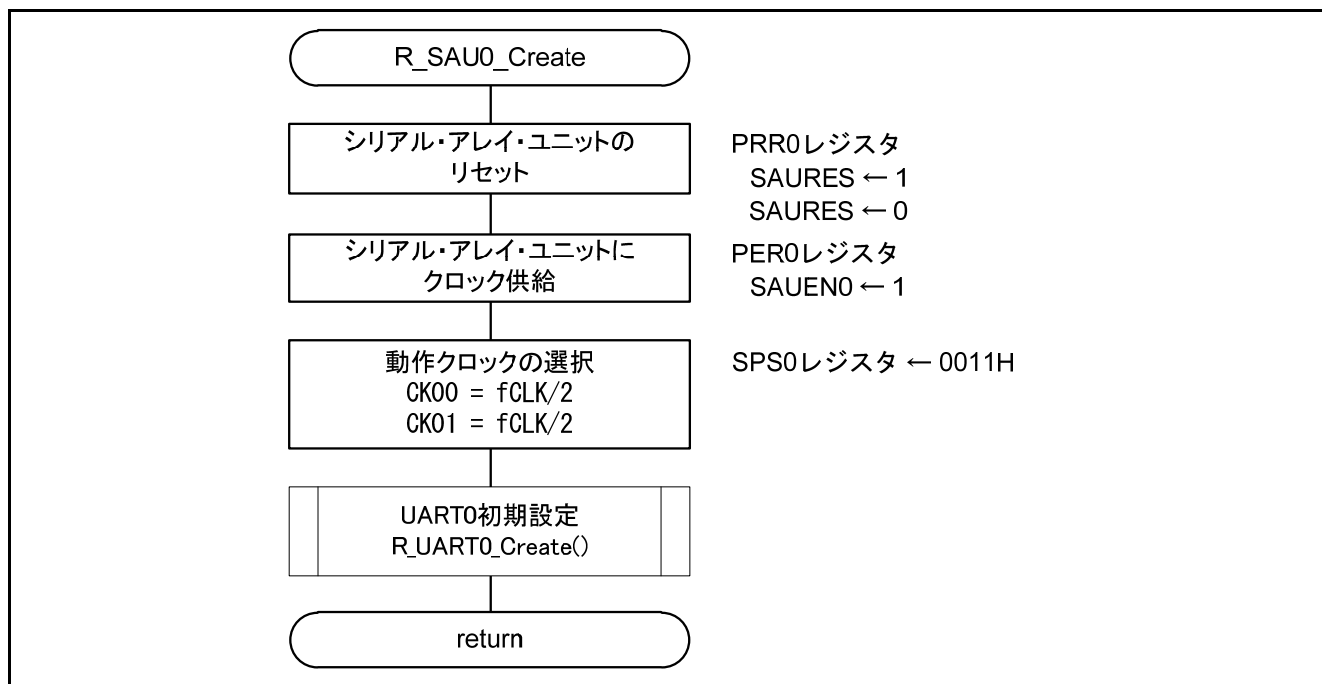 R_SAU0_Create
シリアル・アレイ・ユニットの
リセット
PRR0レジスタ
SAURES ← 1
SAURES ← 0
シリアル・アレイ・ユニットに
クロック供給
PER0レジスタ
SAUEN0 ← 1
動作クロックの選択
CK00 = fCLK/2
CK01 = fCLK/2
SPS0レジスタ ← 0011H
UART0初期設定
R_UART0_Create()
return